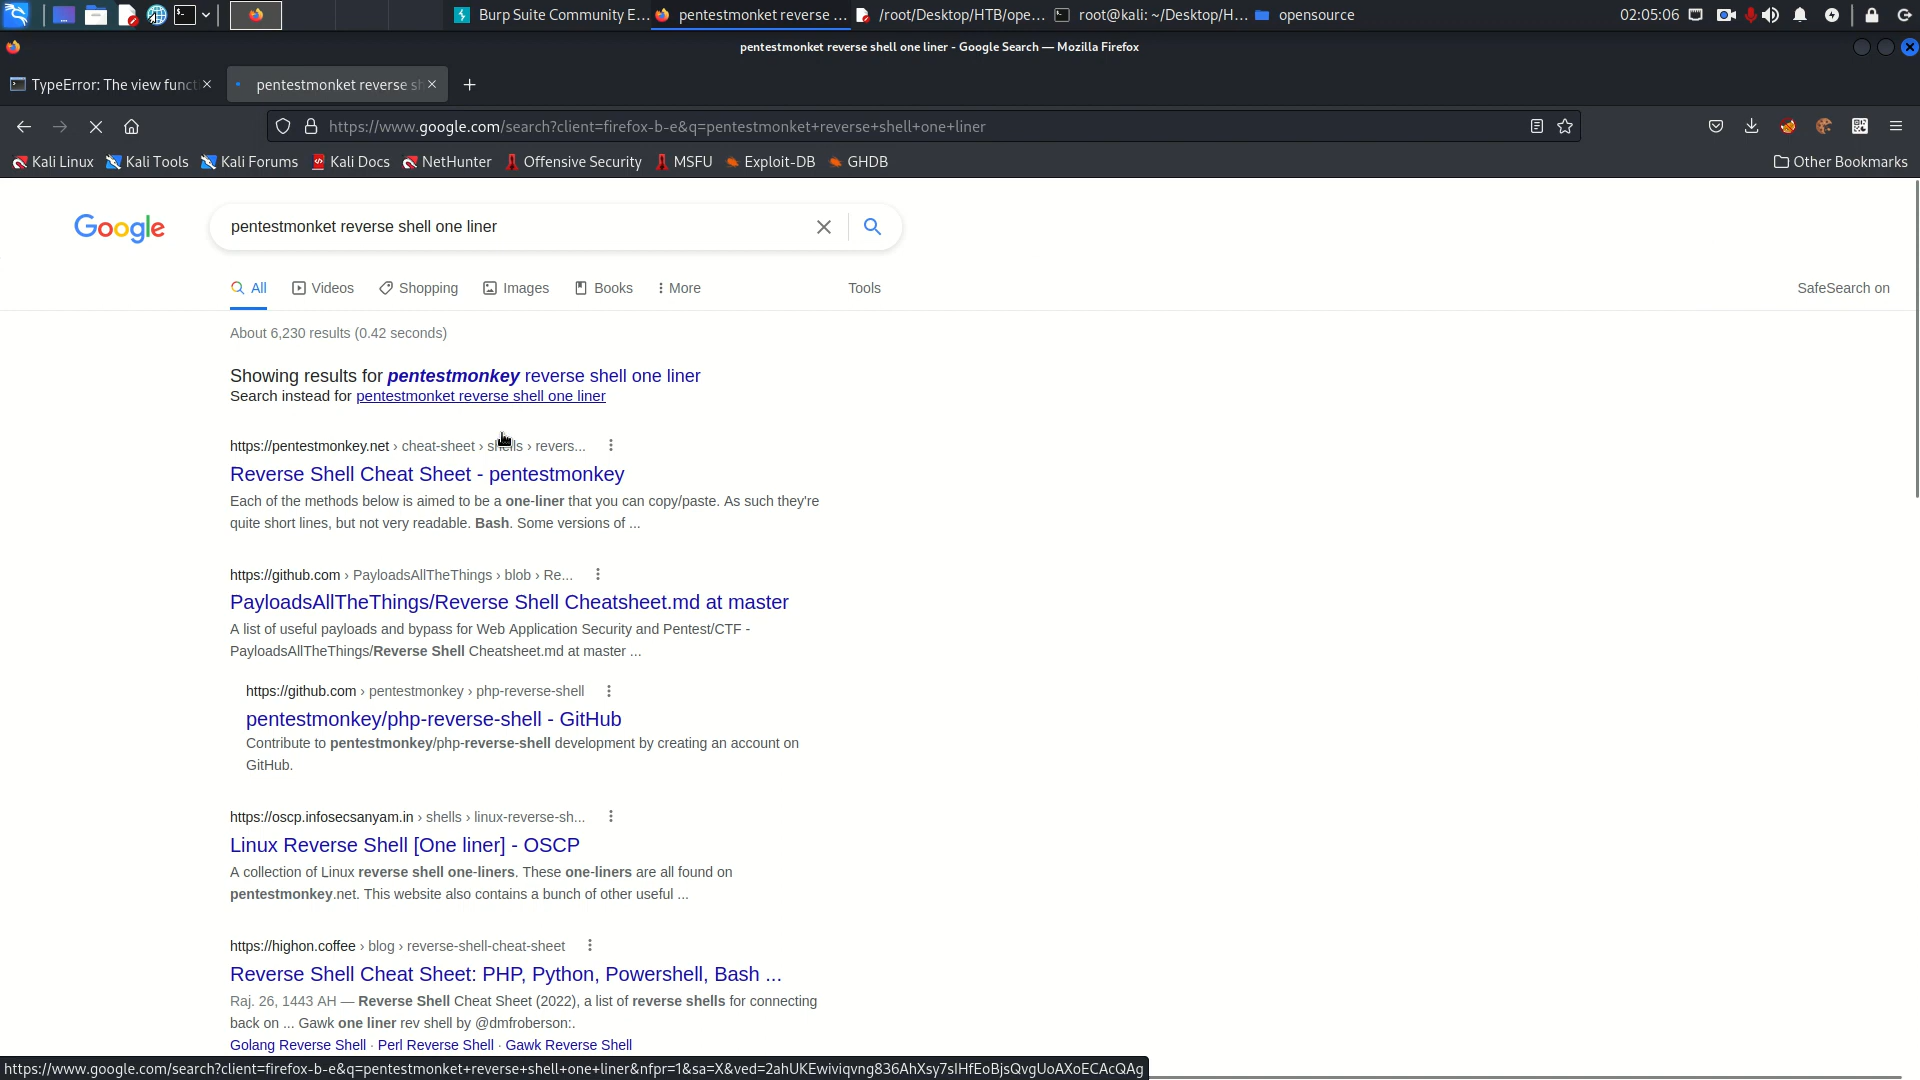 Burp Suite Community E...
pentestmonket reverse ...
/root/Desktop/HTB/ope...
root@kali: ~/Desktop/H...
opensource
02:05:06
pentestmonket reverse shell one liner - Google Search — Mozilla Firefox
TypeError: The view funct
pentestmonket reverse sh
https://www.google.com/search?client=firefox-b-e&q=pentestmonket+reverse+shell+one+liner
Kali Linux
Kali Tools
Kali Forums
Kali Docs
NetHunter
Offensive Security
MSFU
Exploit-DB
GHDB
Other Bookmarks
Google
pentestmonket reverse shell one liner
All
Videos
Shopping
Images
Books
More
Tools
SafeSearch on
About 6,230 results (0.42 seconds)
Showing results for pentestmonkey reverse shell one liner
Search instead for pentestmonket reverse shell one liner
https://pentestmonkey.net › cheat-sheet › shells › revers...
Reverse Shell Cheat Sheet - pentestmonkey
Each of the methods below is aimed to be a one-liner that you can copy/paste. As such they're
quite short lines, but not very readable. Bash. Some versions of ...
https://github.com › PayloadsAllTheThings › blob › Re...
PayloadsAllTheThings/Reverse Shell Cheatsheet.md at master
A list of useful payloads and bypass for Web Application Security and Pentest/CTF -
PayloadsAllTheThings/Reverse Shell Cheatsheet.md at master ...
https://github.com › pentestmonkey › php-reverse-shell
pentestmonkey/php-reverse-shell - GitHub
Contribute to pentestmonkey/php-reverse-shell development by creating an account on
GitHub.
https://oscp.infosecsanyam.in › shells › linux-reverse-sh...
Linux Reverse Shell [One liner] - OSCP
A collection of Linux reverse shell one-liners. These one-liners are all found on
pentestmonkey.net. This website also contains a bunch of other useful ...
https://highon.coffee › blog › reverse-shell-cheat-sheet
Reverse Shell Cheat Sheet: PHP, Python, Powershell, Bash ...
Raj. 26, 1443 AH — Reverse Shell Cheat Sheet (2022), a list of reverse shells for connecting
back on ... Gawk one liner rev shell by @dmfroberson:.
Golang Reverse Shell · Perl Reverse Shell · Gawk Reverse Shell
https://www.google.com/search?client=firefox-b-e&q=pentestmonket+reverse+shell+one+liner&nfpr=1&sa=X&ved=2ahUKEwiviqvng836AhXsy7sIHfEoBjsQvgUoAXoECAcQAg